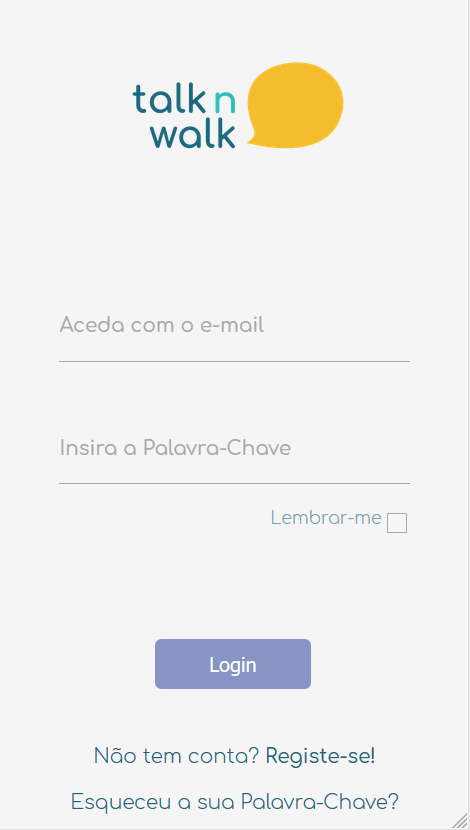 talk n
walk
Aceda com o e-mail
Insira a Palavra-Chave
Lembrar-me
Login
Não tem conta? Registe-se!
Esqueceu a sua Palavra-Chave?